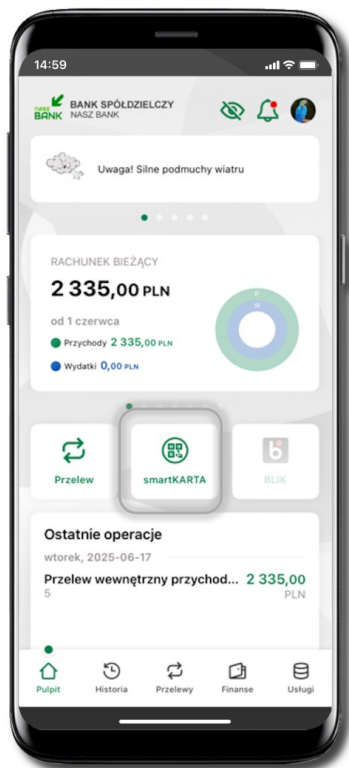 14:59
NASZ
BANK
BANK SPÓŁDZIELCZY
NASZ BANK
Uwaga! Silne podmuchy wiatru
RACHUNEK BIEŻĄCY
2 335,00 PLN
od 1 czerwca
Przychody 2 335,00 PLN
Wydatki 0,00 PLN
P
W
Przelew
smartKARTA
BLIK
Ostatnie operacje
wtorek, 2025-06-17
Przelew wewnętrzny przychod... 2 335,00
5 PLN
Pulpit
Historia
Przelewy
Finanse
Usługi